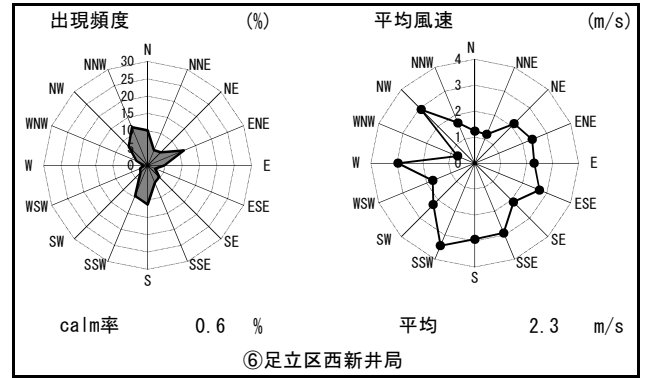 出現頻度 (%)
N
NNE
NE
ENE
E
ESE
SE
SSE
S
SSW
SW
WSW
W
WNW
NW
NNW
30
25
20
15
10
5
0
calm率 0.6 %
平均風速 (m/s)
N
NNE
NE
ENE
E
ESE
SE
SSE
S
SSW
SW
WSW
W
WNW
NW
NNW
4
3
2
1
0
平均 2.3 m/s
⑥足立区西新井局